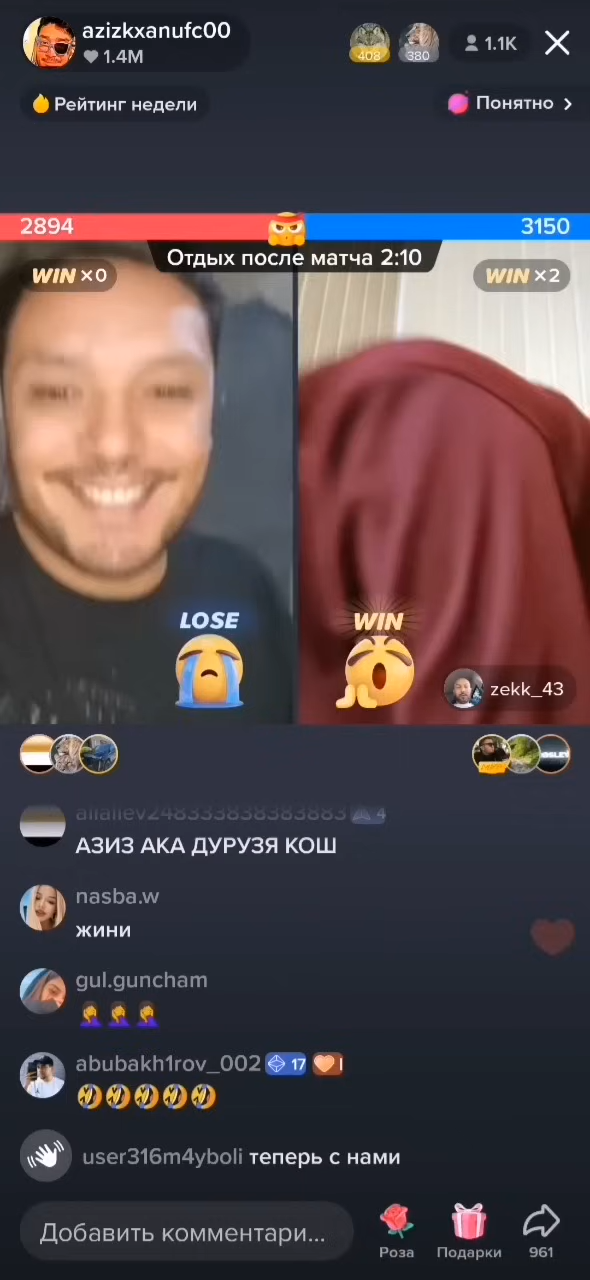 azizkxanufc00
1.4M
408
380
1.1K
Рейтинг недели
Понятно
2894
3150
Отдых после матча 2:10
WIN ×0
WIN ×2
LOSE
WIN
zekk_43
4
АЗИЗ АКА ДУРУЗЯ КОШ
nasba.w
жини
gul.guncham
abubakh1rov_002 17 I
user316m4yboli теперь с нами
Добавить комментари...
Роза
Подарки
961